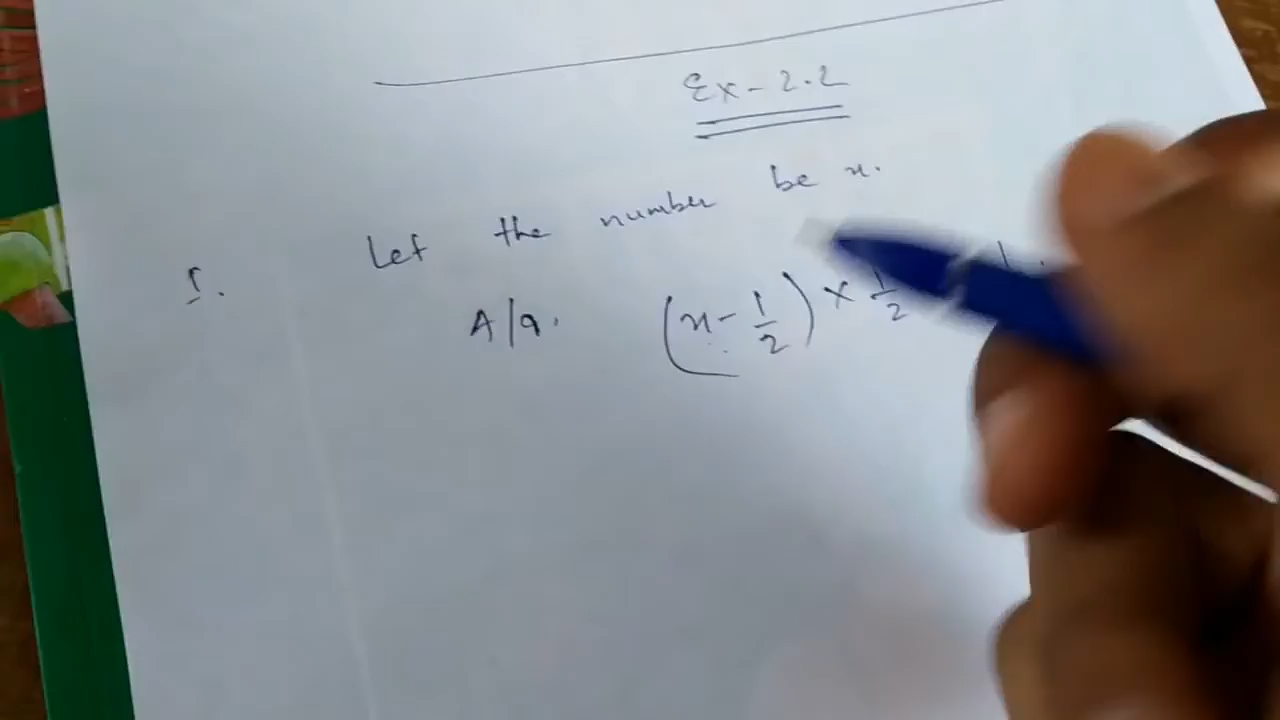 Ex - 2.2
1. Let the number be x.
A/q. (x - 1/2) × 1/2